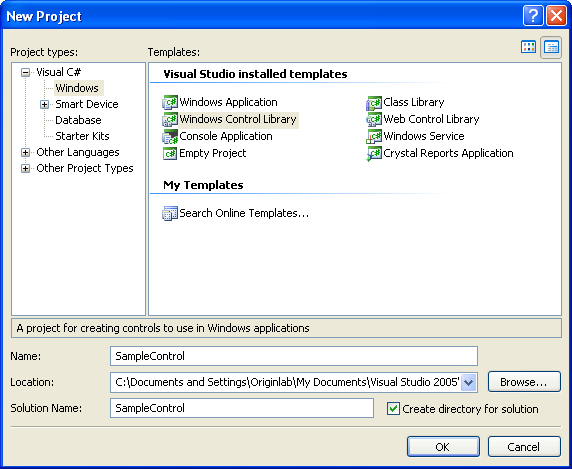 New Project
Project types:
Templates:
Visual C#
Windows
Smart Device
Database
Starter Kits
Other Languages
Other Project Types
Visual Studio installed templates
Windows Application
Class Library
Windows Control Library
Web Control Library
Console Application
Windows Service
Empty Project
Crystal Reports Application
My Templates
Search Online Templates...
A project for creating controls to use in Windows applications
Name:
SampleControl
Location:
C:\Documents and Settings\Originlab\My Documents\Visual Studio 2005\
Browse...
Solution Name:
SampleControl
Create directory for solution
OK
Cancel